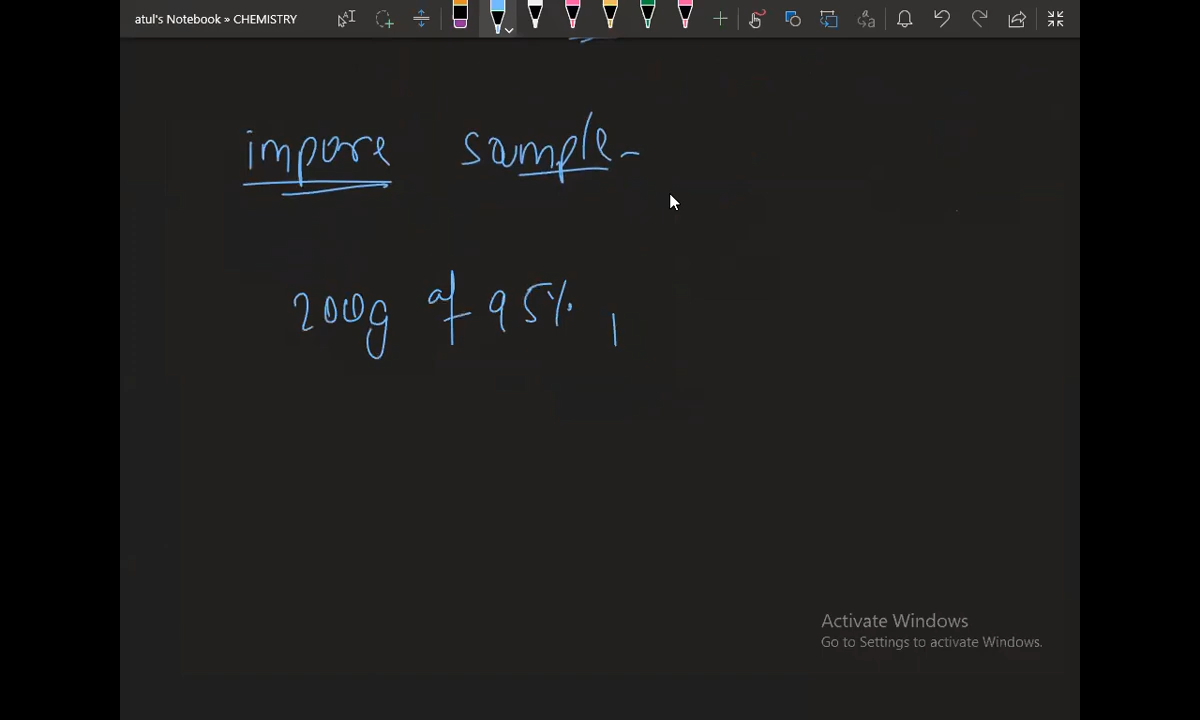 atul's Notebook » CHEMISTRY
impure sample-
200g of 95%
Activate Windows
Go to Settings to activate Windows.